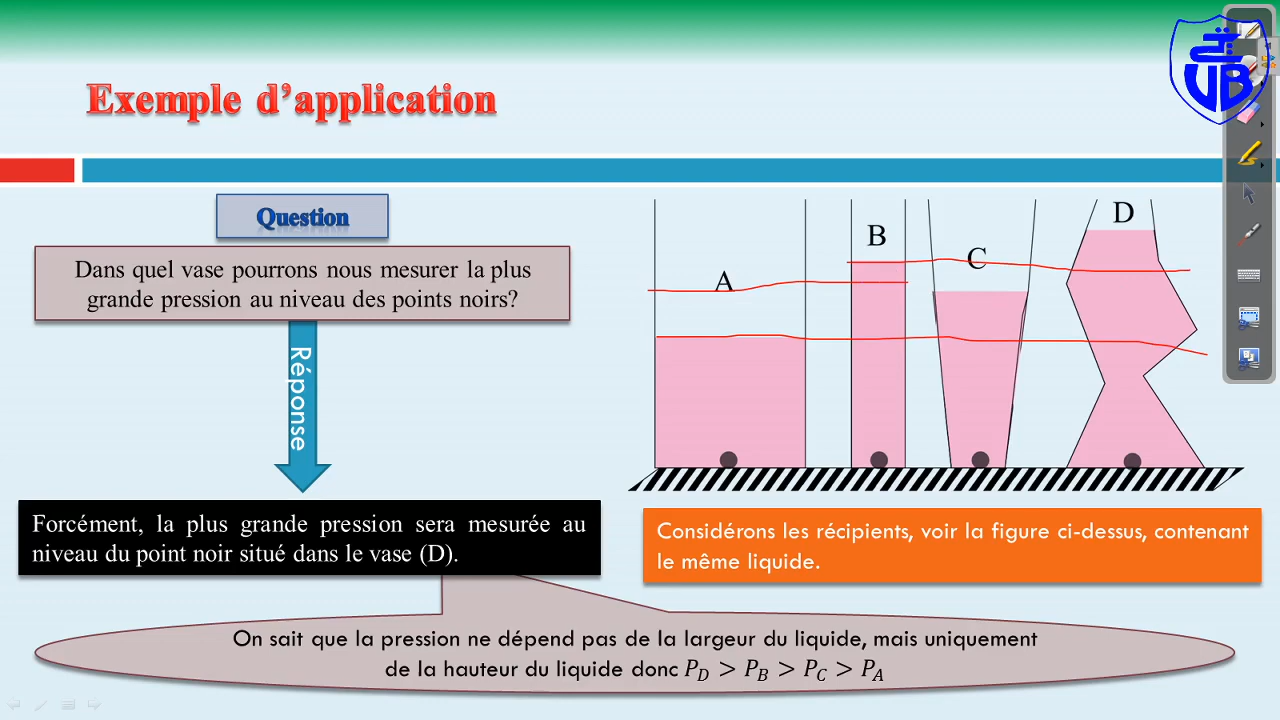 Exemple d'application
Question
Dans quel vase pourrons nous mesurer la plus
grande pression au niveau des points noirs?
Réponse
Forcément, la plus grande pression sera mesurée au
niveau du point noir situé dans le vase (D).
A
B
C
D
Considérons les récipients, voir la figure ci-dessus, contenant
le même liquide.
On sait que la pression ne dépend pas de la largeur du liquide, mais uniquement
de la hauteur du liquide donc P_D > P_B > P_C > P_A
UB